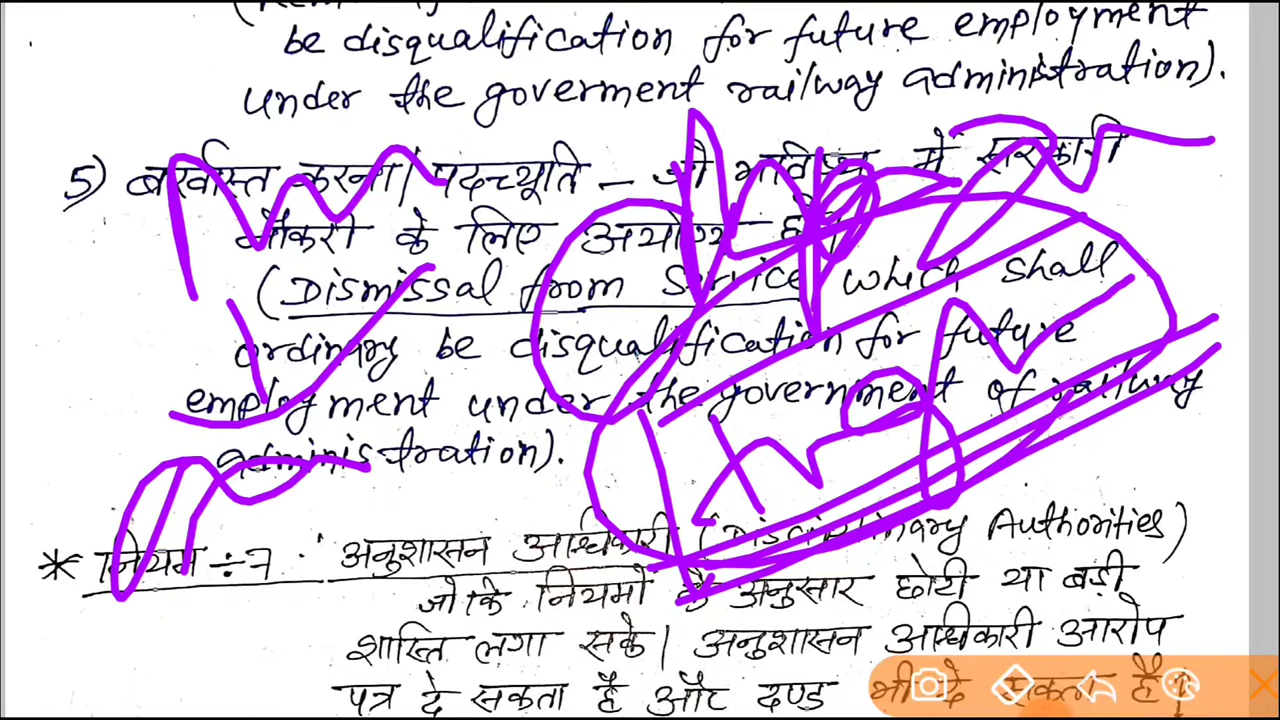 be disqualification for future employment
under the goverment railway administration).
5) बर्खास्त करना/पदच्यूति - जो भविष्य में सरकारी
नौकरी के लिए अयोग्य
(Dismissal from Service which shall
ordinary be disqualification for future
employment under the government of railway
administration).
* नियम ÷ 7 अनुशासन अधिकारी (Disciplinary Authorities)
जो कि नियमो के अनुसार छोटी या बड़ी
शास्ति लगा सके। अनुशासन अधिकारी आरोप
पत्र दे सकता है और दण्ड भी दे सकता है।